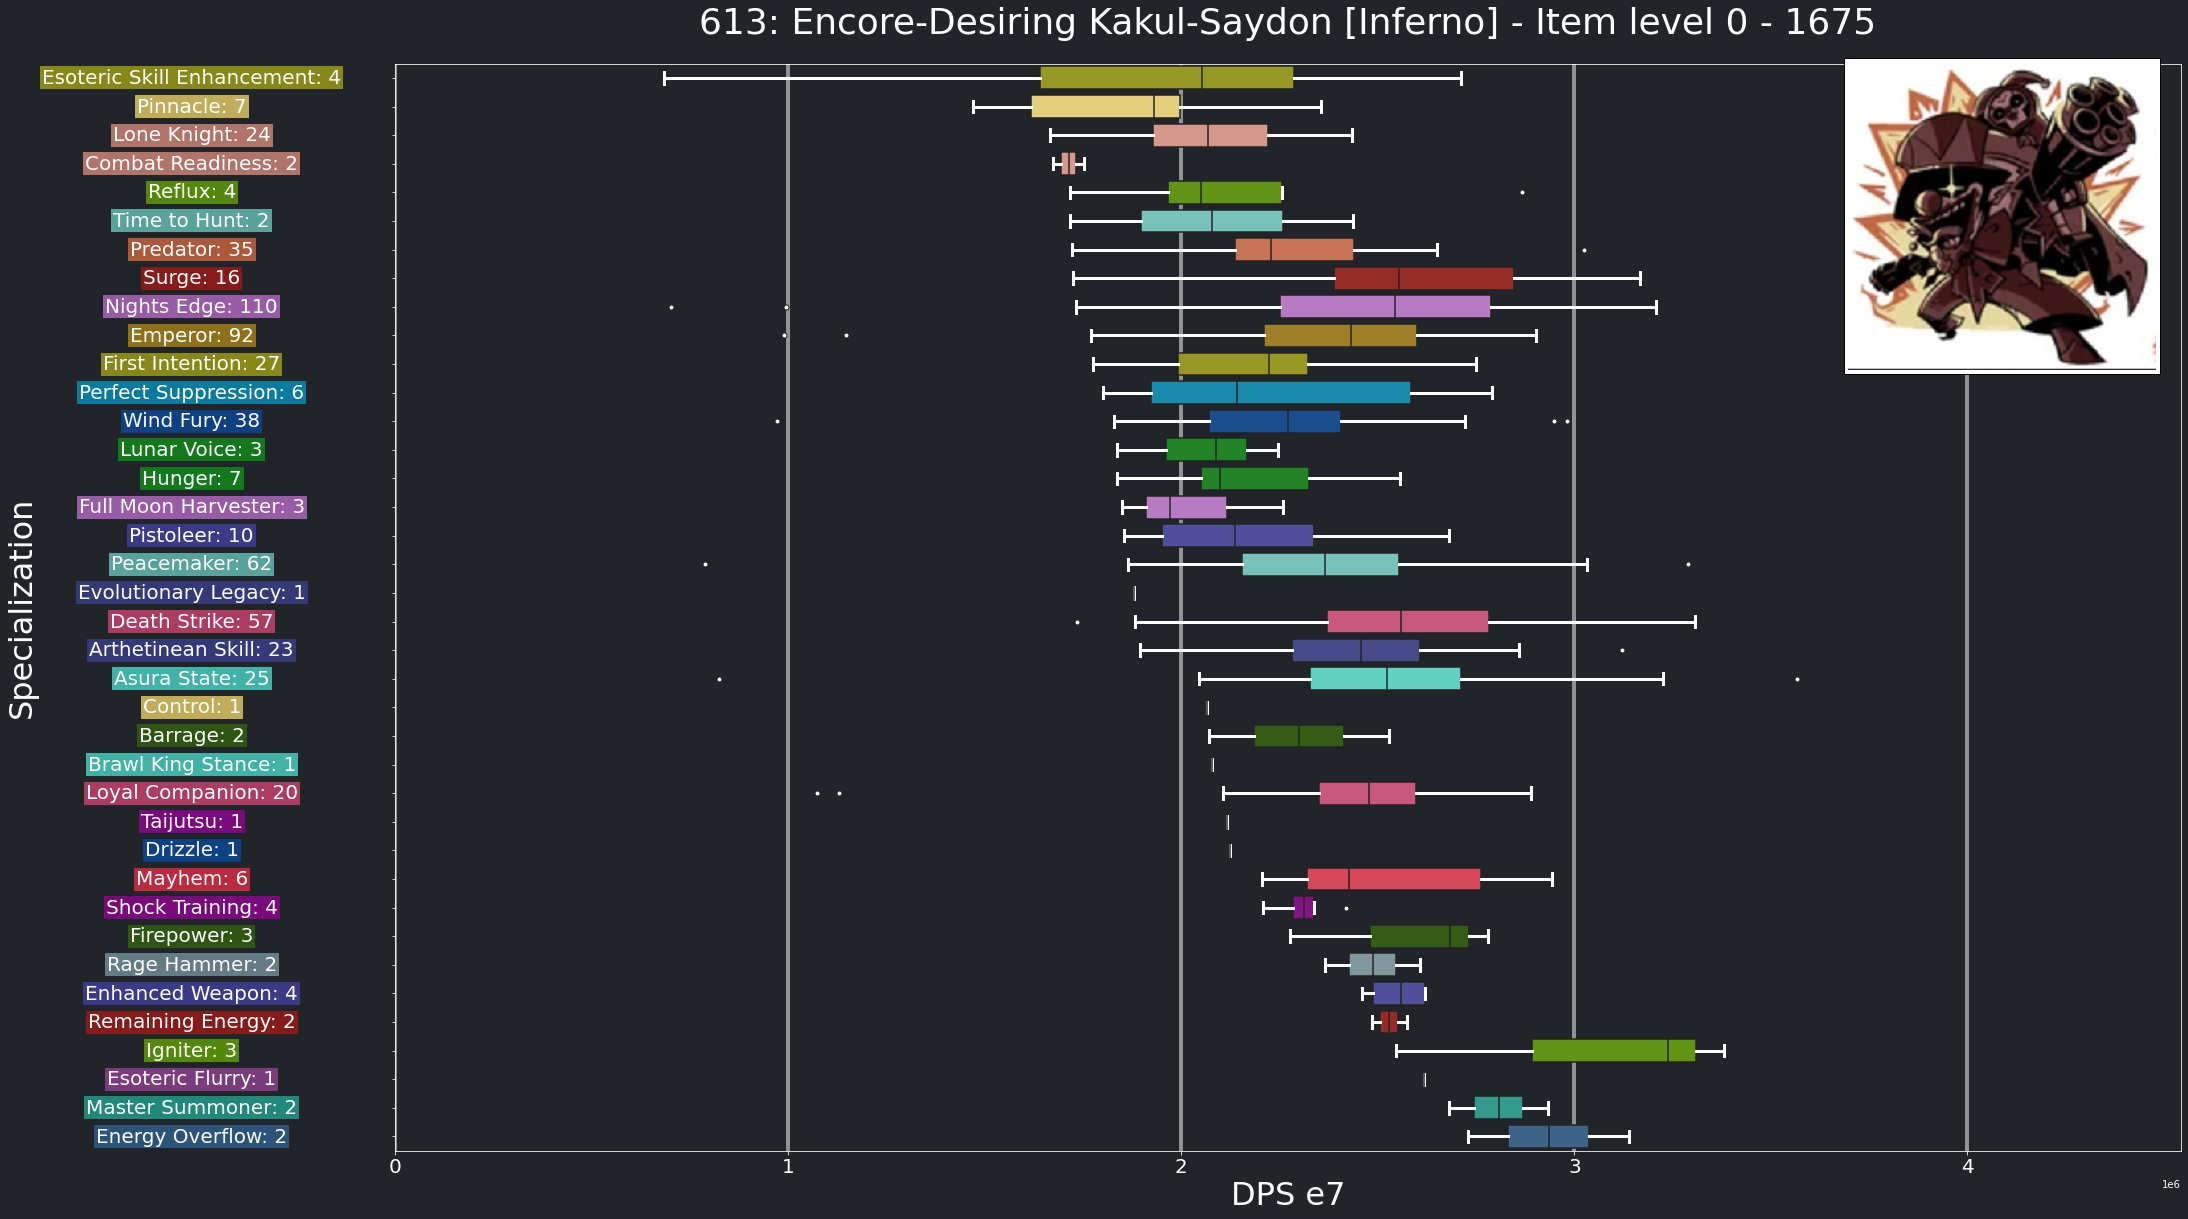 613: Encore-Desiring Kakul-Saydon [Inferno] - Item level 0 - 1675
Esoteric Skill Enhancement: 4
Pinnacle: 7
Lone Knight: 24
Combat Readiness: 2
Reflux: 4
Time to Hunt: 2
Predator: 35
Surge: 16
Nights Edge: 110
Emperor: 92
First Intention: 27
Perfect Suppression: 6
Wind Fury: 38
Lunar Voice: 3
Hunger: 7
Full Moon Harvester: 3
Pistoleer: 10
Peacemaker: 62
Evolutionary Legacy: 1
Death Strike: 57
Arthetinean Skill: 23
Asura State: 25
Control: 1
Barrage: 2
Brawl King Stance: 1
Loyal Companion: 20
Taijutsu: 1
Drizzle: 1
Mayhem: 6
Shock Training: 4
Firepower: 3
Rage Hammer: 2
Enhanced Weapon: 4
Remaining Energy: 2
Igniter: 3
Esoteric Flurry: 1
Master Summoner: 2
Energy Overflow: 2
Specialization
0 1 2 3 4
DPS e7
1e6